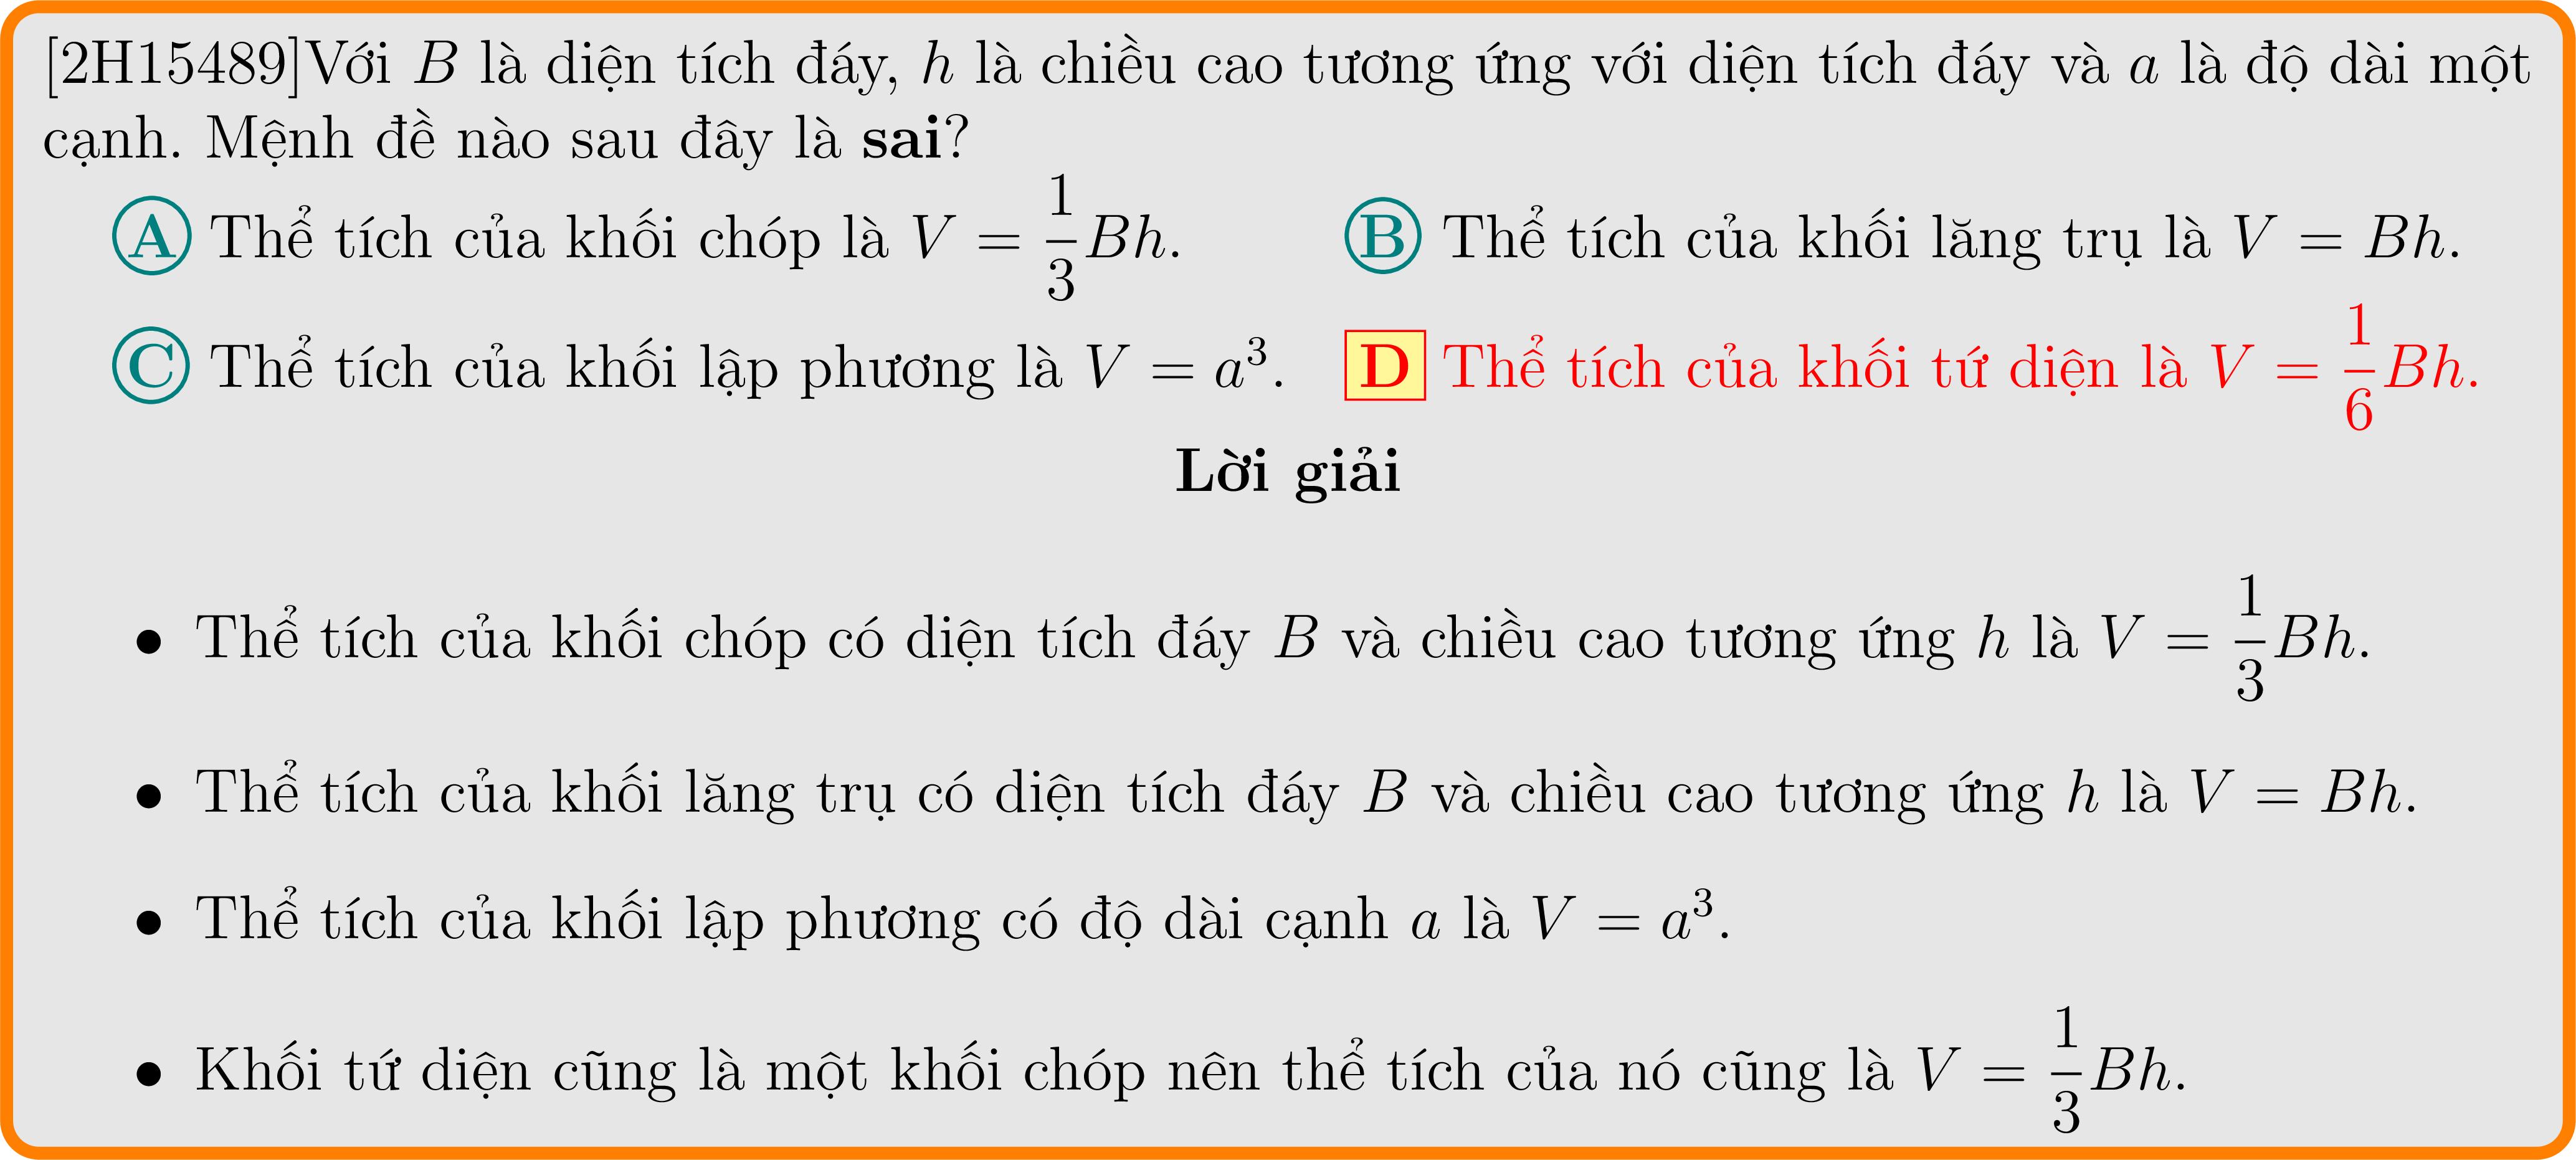 [2H15489]Với B là diện tích đáy, h là chiều cao tương ứng với diện tích đáy và a là độ dài một
cạnh. Mệnh đề nào sau đây là sai?
A Thể tích của khối chóp là V = \frac{1}{3}Bh. B Thể tích của khối lăng trụ là V = Bh.
C Thể tích của khối lập phương là V = a³. D Thể tích của khối tứ diện là V = \frac{1}{6}Bh.
Lời giải
• Thể tích của khối chóp có diện tích đáy B và chiều cao tương ứng h là V = \frac{1}{3}Bh.
• Thể tích của khối lăng trụ có diện tích đáy B và chiều cao tương ứng h là V = Bh.
• Thể tích của khối lập phương có độ dài cạnh a là V = a³.
• Khối tứ diện cũng là một khối chóp nên thể tích của nó cũng là V = \frac{1}{3}Bh.